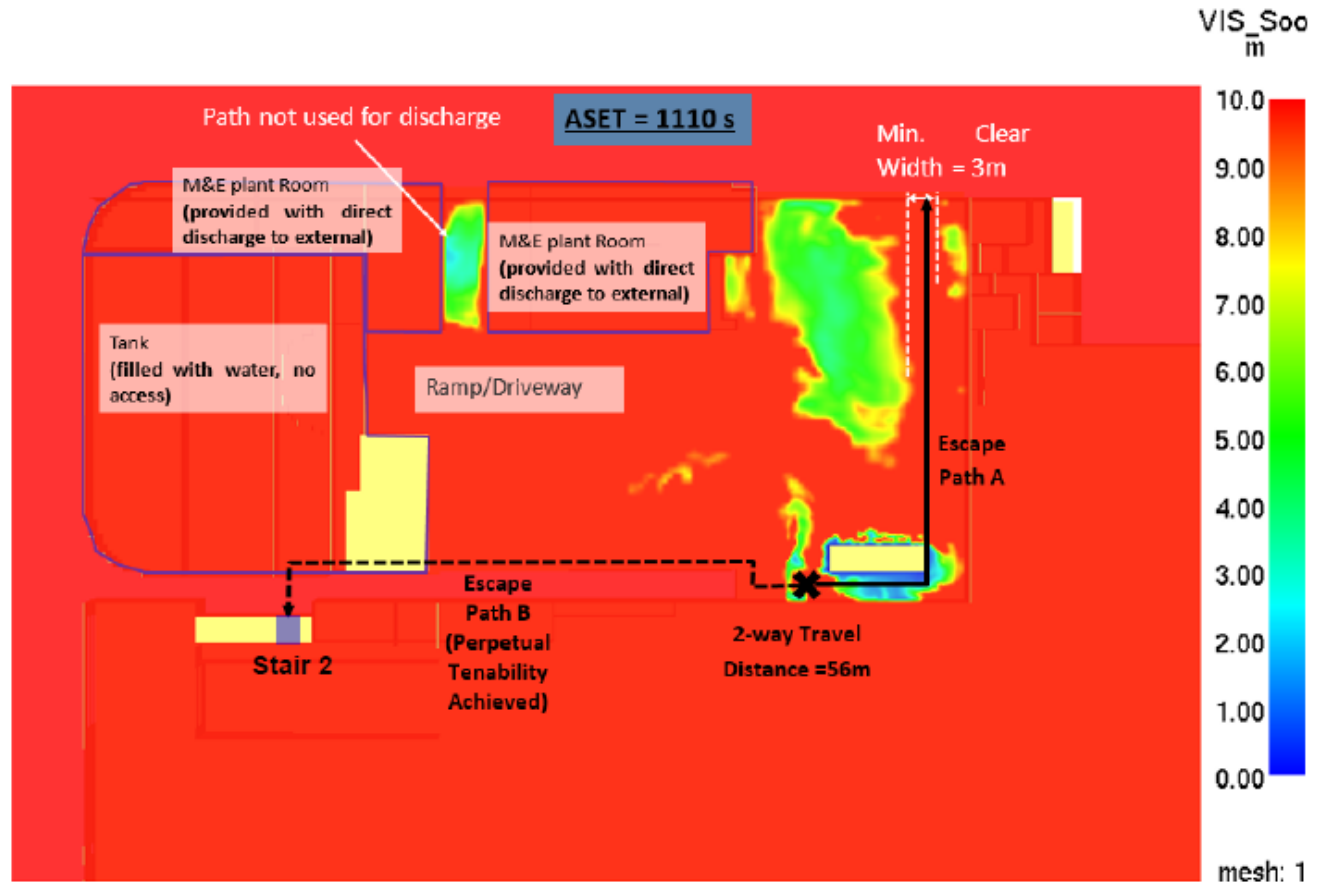 VIS_Soo
m
Path not used for discharge
ASET = 1110 s
Min. Clear
Width = 3m
M&E plant Room
(provided with direct
discharge to external)
M&E plant Room
(provided with direct
discharge to external)
Tank
(filled with water, no
access)
Ramp/Driveway
Escape
Path A
Escape
Path B
(Perpetual
Tenability
Achieved)
2-way Travel
Distance =56m
Stair 2
10.0
9.00
8.00
7.00
6.00
5.00
4.00
3.00
2.00
1.00
0.00
mesh: 1